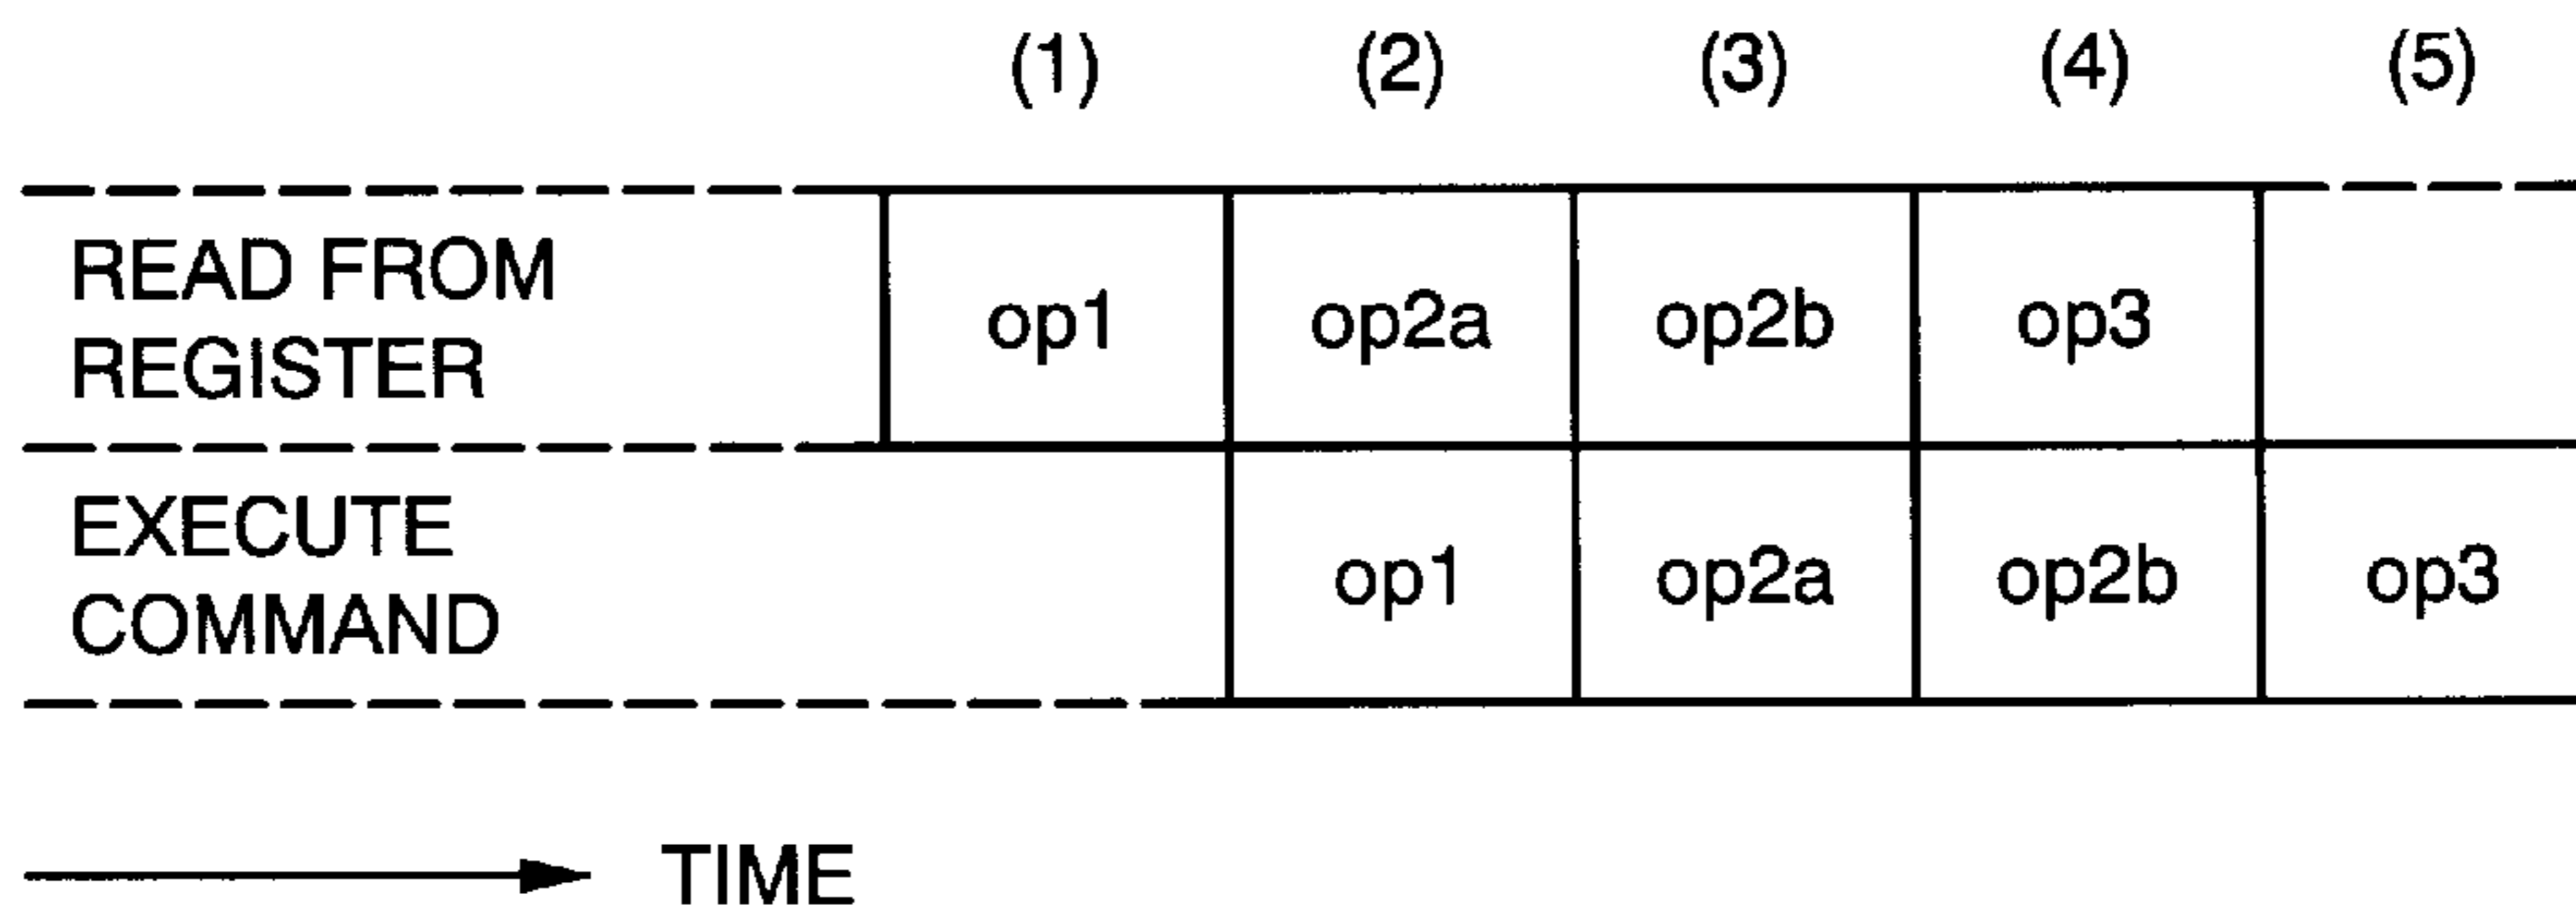 (1) (2) (3) (4) (5)
READ FROM
REGISTER
op1 op2a op2b op3
EXECUTE
COMMAND
op1 op2a op2b op3
TIME